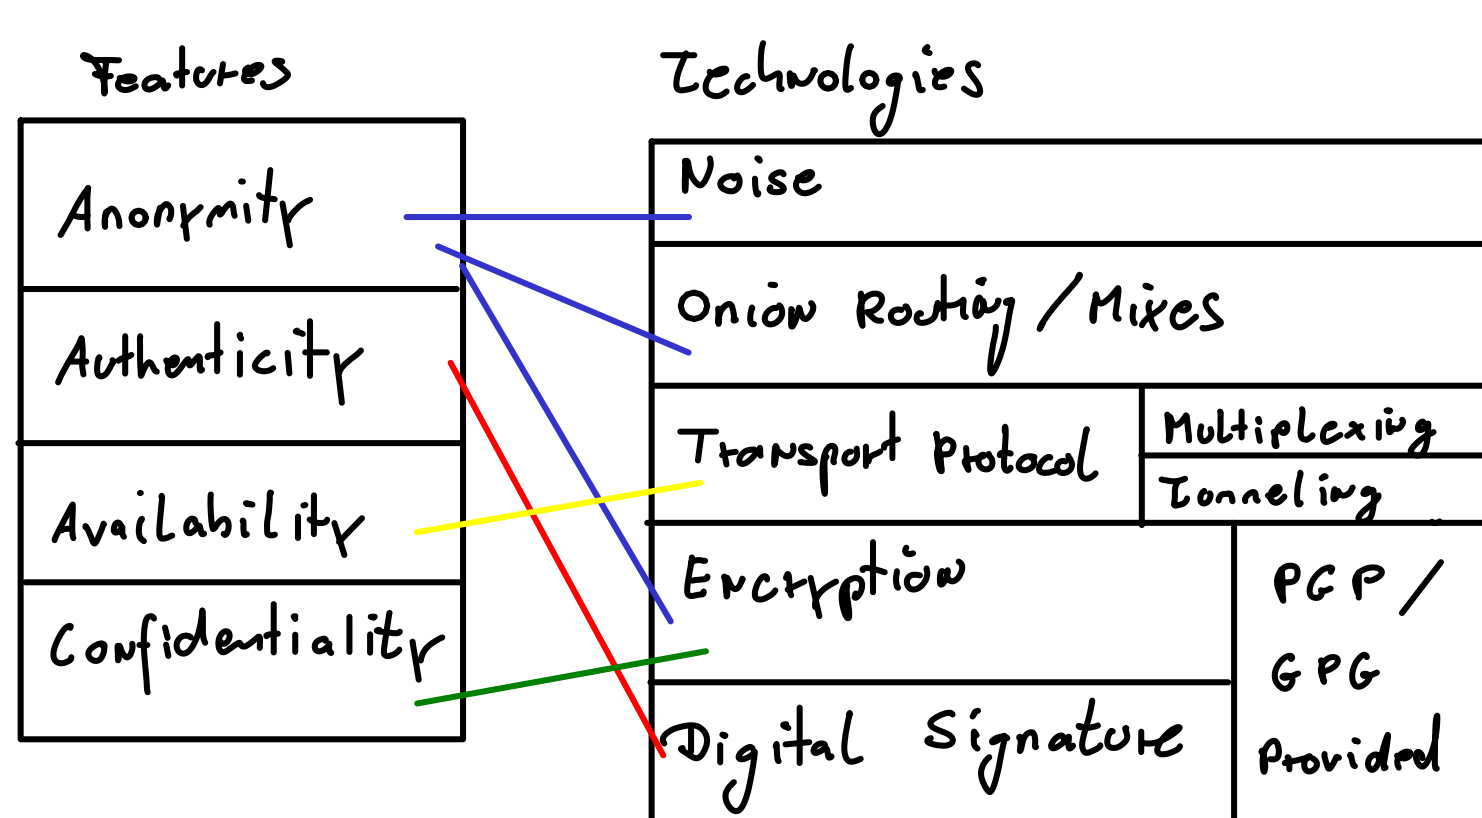 Features
Technologies
Anonymity
Authenticity
Availability
Confidentiality
Noise
Onion Routing / Mixes
Transport Protocol
Multiplexing
Tonneling
Encryption
Digital Signature
PGP /
GPG
Provided